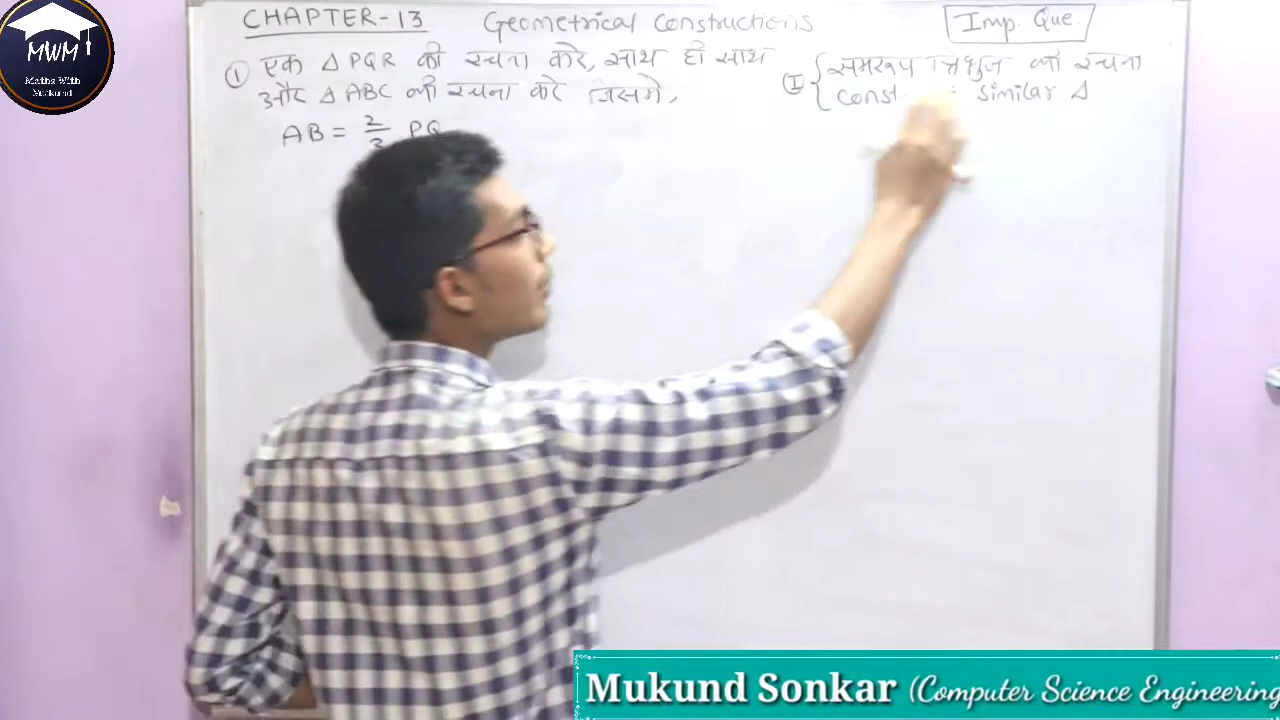 MWM
Maths With
Mukund
CHAPTER-13
Geometrical Constructions
Imp. Que.
① एक △PQR की रचना करे, साथ ही साथ
और △ABC की रचना करे जिसमे,
AB = 2/3 PQ
Ⓘ समरूप त्रिभुज की रचना
Const Similar △
Mukund Sonkar (Computer Science Engineering